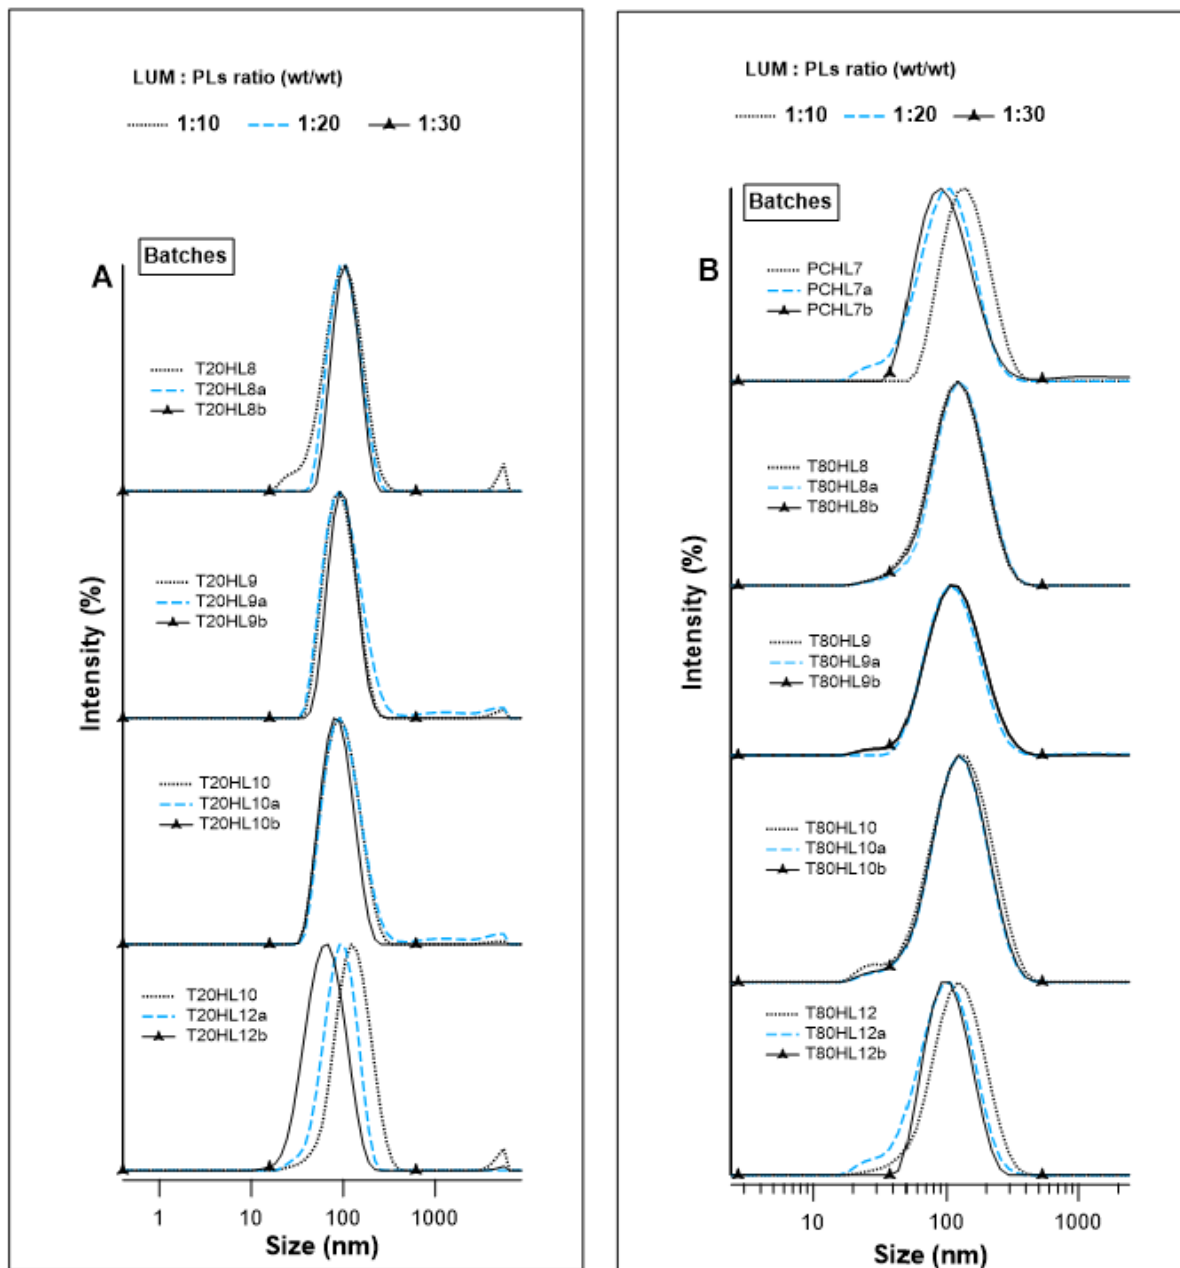 LUM : PLs ratio (wt/wt)
1:10 1:20 1:30
A
Batches
T20HL8
T20HL8a
T20HL8b
T20HL9
T20HL9a
T20HL9b
T20HL10
T20HL10a
T20HL10b
T20HL10
T20HL12a
T20HL12b
Intensity (%)
1 10 100 1000
Size (nm)
LUM : PLs ratio (wt/wt)
1:10 1:20 1:30
B
Batches
PCHL7
PCHL7a
PCHL7b
T80HL8
T80HL8a
T80HL8b
T80HL9
T80HL9a
T80HL9b
T80HL10
T80HL10a
T80HL10b
T80HL12
T80HL12a
T80HL12b
Intensity (%)
10 100 1000
Size (nm)